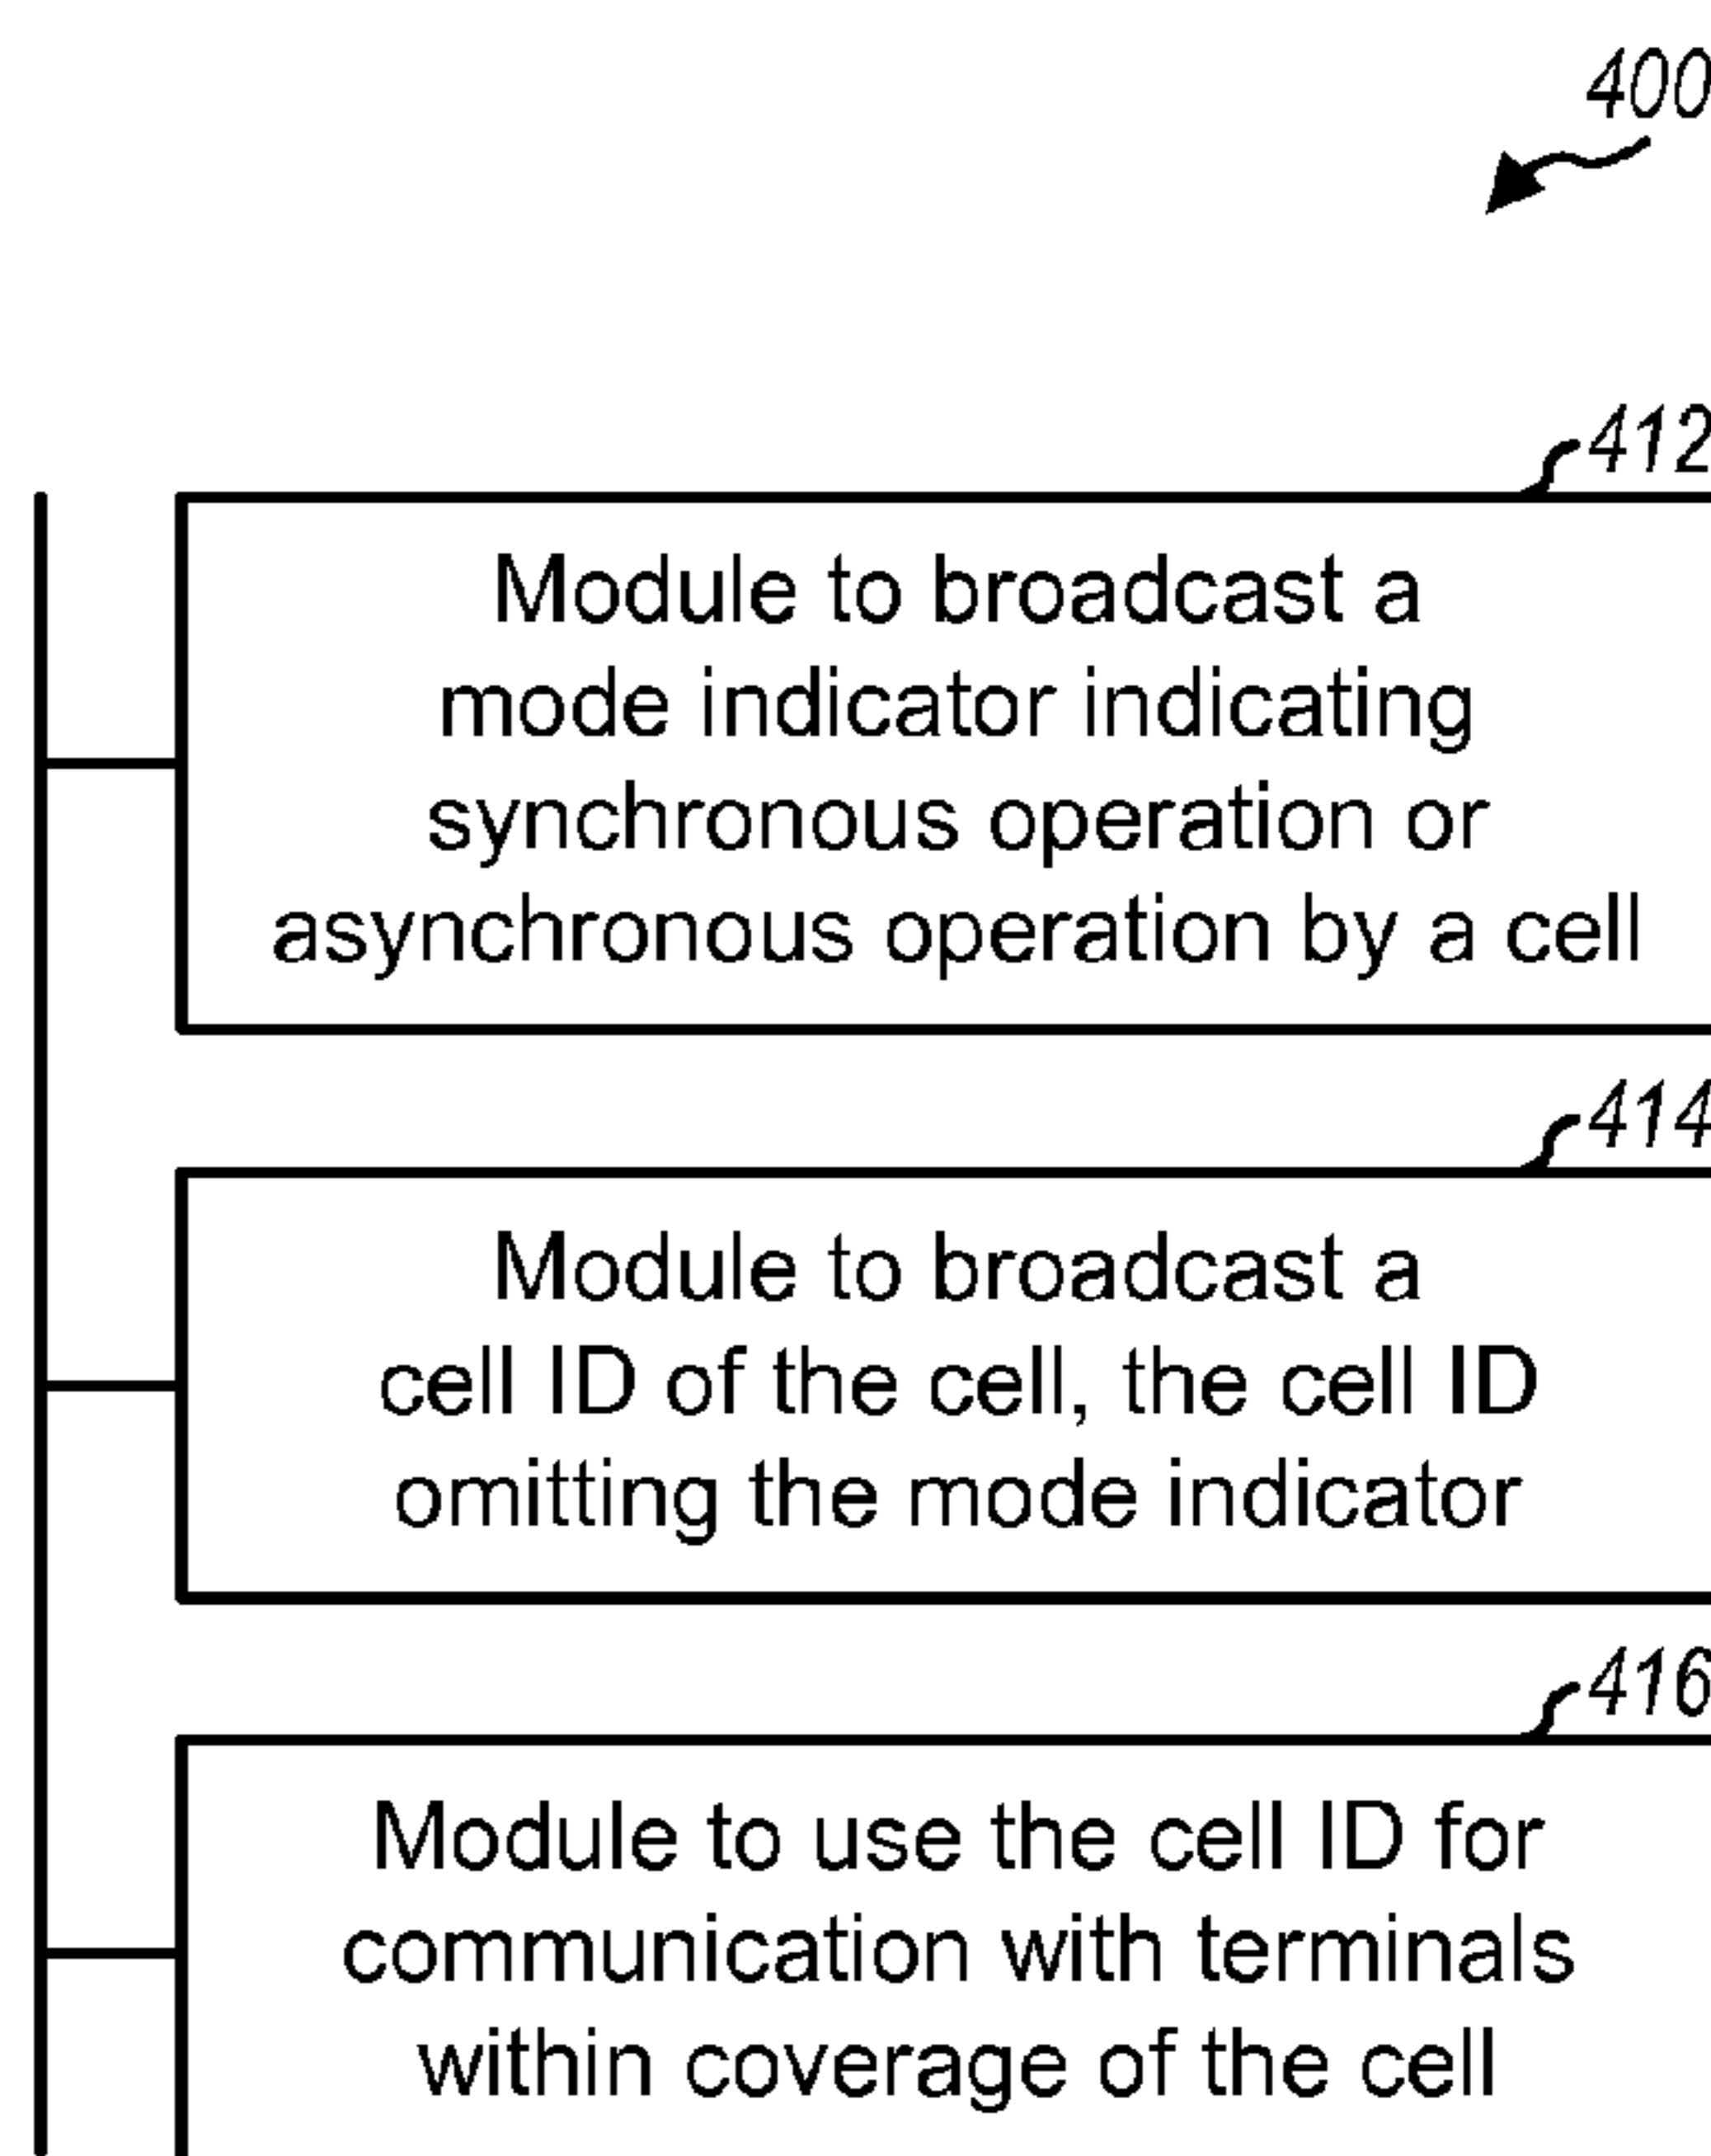 400
412
Module to broadcast a
mode indicator indicating
synchronous operation or
asynchronous operation by a cell
414
Module to broadcast a
cell ID of the cell, the cell ID
omitting the mode indicator
416
Module to use the cell ID for
communication with terminals
within coverage of the cell